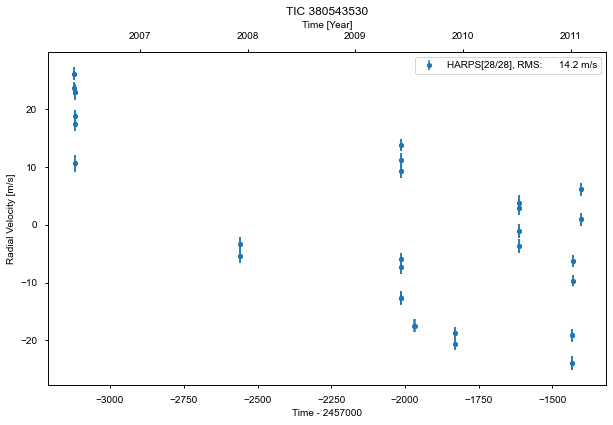 TIC 380543530
Time [Year]
2007 2008 2009 2010 2011
HARPS[28/28], RMS: 14.2 m/s
20
10
0
−10
−20
Radial Velocity [m/s]
−3000 −2750 −2500 −2250 −2000 −1750 −1500
Time - 2457000